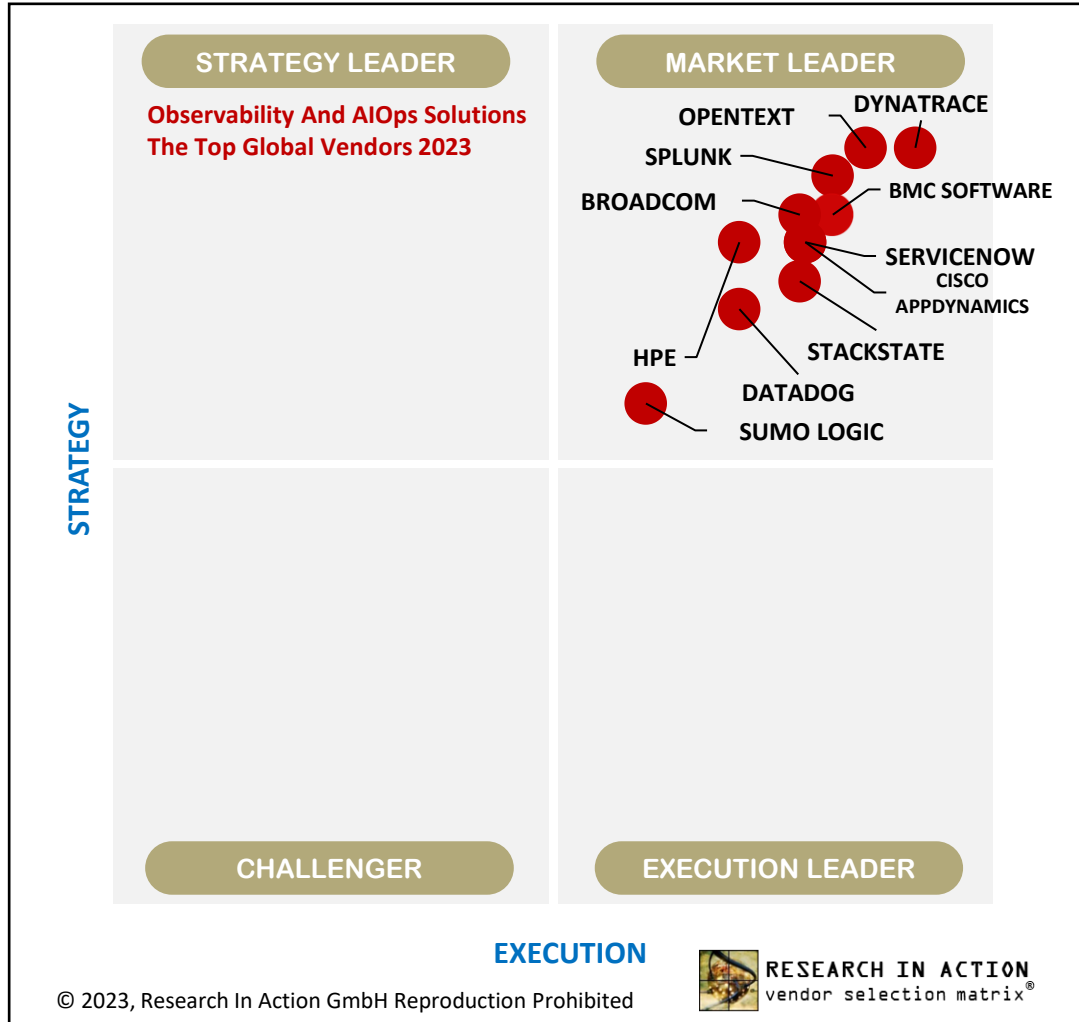 STRATEGY LEADER
MARKET LEADER
Observability And AIOps Solutions
The Top Global Vendors 2023
DYNATRACE
OPENTEXT
SPLUNK
BMC SOFTWARE
BROADCOM
SERVICENOW
CISCO
APPDYNAMICS
HPE
STACKSTATE
DATADOG
SUMO LOGIC
STRATEGY
CHALLENGER
EXECUTION LEADER
EXECUTION
RESEARCH IN ACTION
vendor selection matrix®
© 2023, Research In Action GmbH Reproduction Prohibited